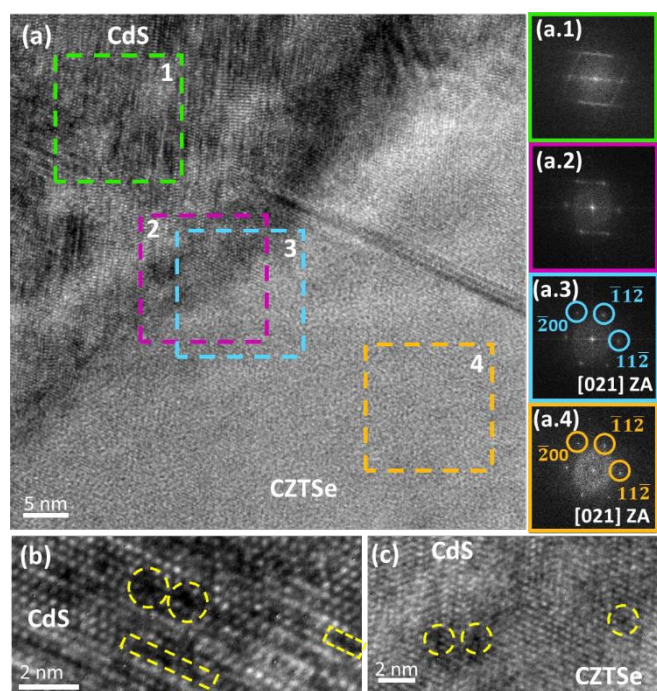 (a)
CdS
1
2
3
4
CZTSe
5 nm
(a.1)
(a.2)
(a.3)
2̄00
1̄12̄
112̄
[021] ZA
(a.4)
2̄00
1̄12̄
112̄
[021] ZA
(b)
CdS
2 nm
(c)
CdS
2 nm
CZTSe